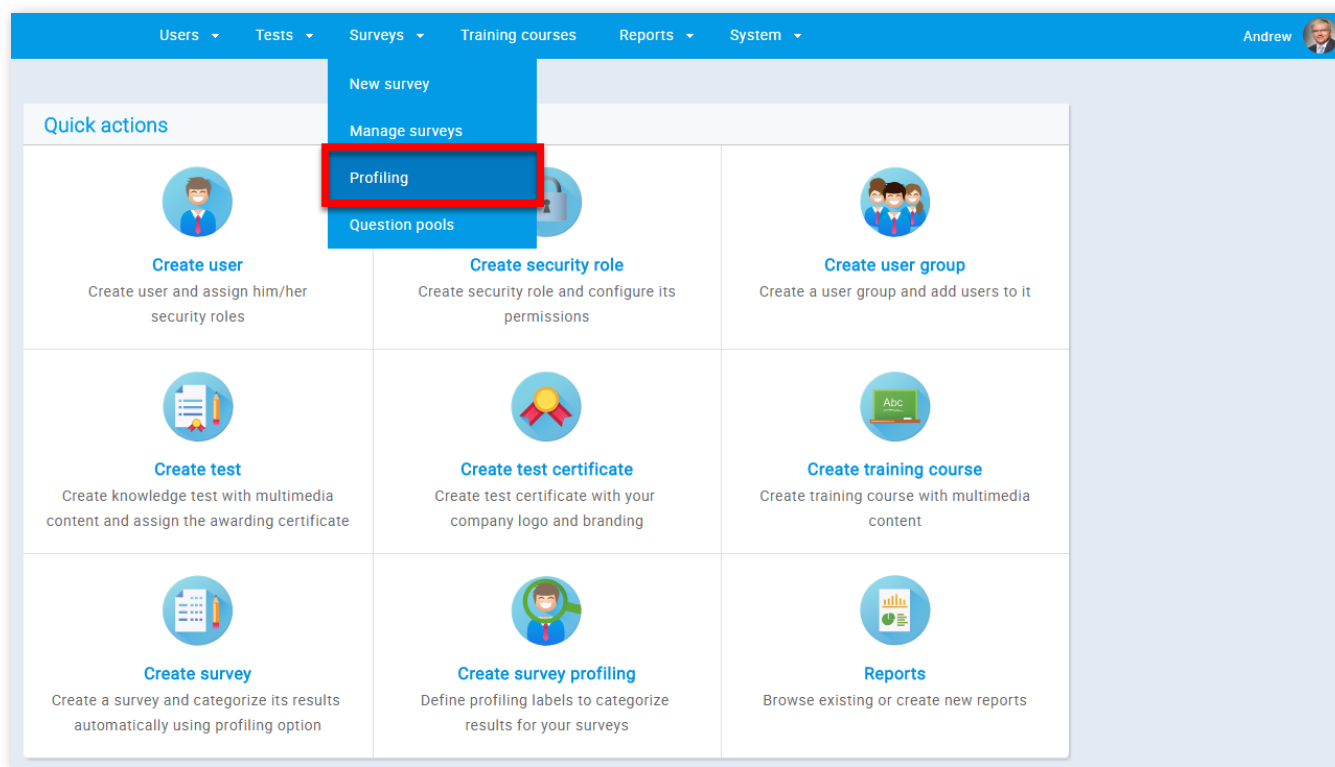 Users Tests Surveys Training courses Reports System Andrew
New survey
Manage surveys
Profiling
Question pools
Quick actions
Create user
Create user and assign him/her
security roles
Create security role
Create security role and configure its
permissions
Create user group
Create a user group and add users to it
Create test
Create knowledge test with multimedia
content and assign the awarding certificate
Create test certificate
Create test certificate with your
company logo and branding
Abc
Create training course
Create training course with multimedia
content
Create survey
Create a survey and categorize its results
automatically using profiling option
Create survey profiling
Define profiling labels to categorize
results for your surveys
Reports
Browse existing or create new reports